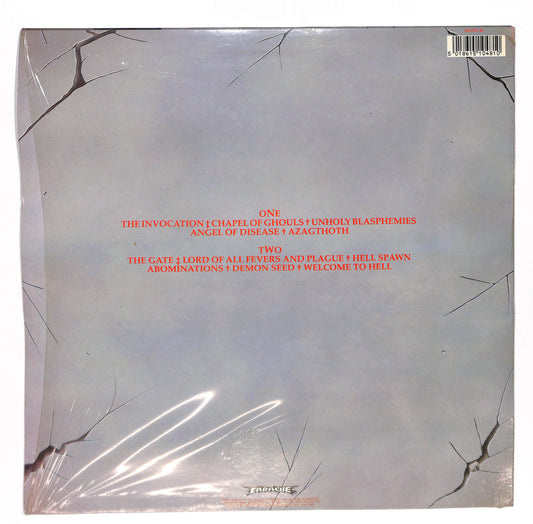 5 018615 104810
ONE
THE INVOCATION ‡ CHAPEL OF GHOULS † UNHOLY BLASPHEMIES
ANGEL OF DISEASE † AZAGTHOTH
TWO
THE GATE ‡ LORD OF ALL FEVERS AND PLAGUE † HELL SPAWN
ABOMINATIONS † DEMON SEED † WELCOME TO HELL
EARACHE